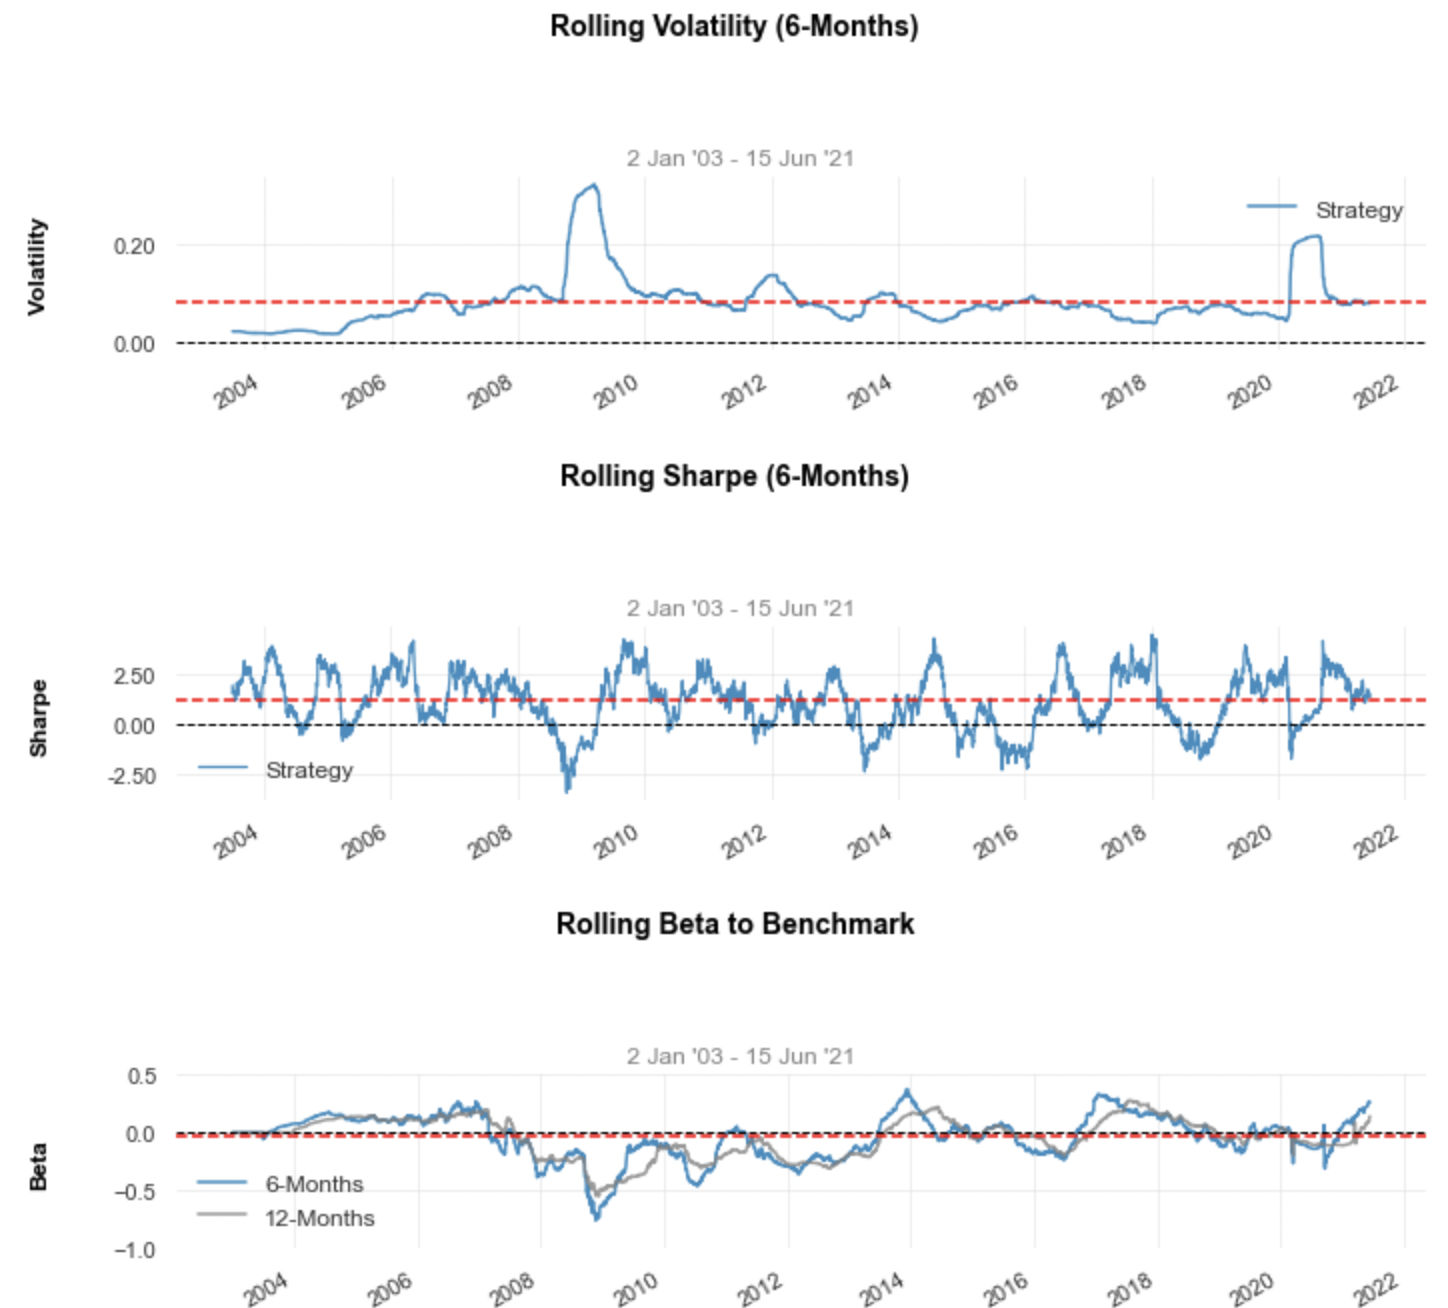 Rolling Volatility (6-Months)
2 Jan '03 - 15 Jun '21
Strategy
Volatility
0.20
0.00
2004 2006 2008 2010 2012 2014 2016 2018 2020 2022
Rolling Sharpe (6-Months)
2 Jan '03 - 15 Jun '21
Sharpe
2.50
0.00
-2.50
Strategy
2004 2006 2008 2010 2012 2014 2016 2018 2020 2022
Rolling Beta to Benchmark
2 Jan '03 - 15 Jun '21
Beta
0.5
0.0
−0.5
−1.0
6-Months
12-Months
2004 2006 2008 2010 2012 2014 2016 2018 2020 2022